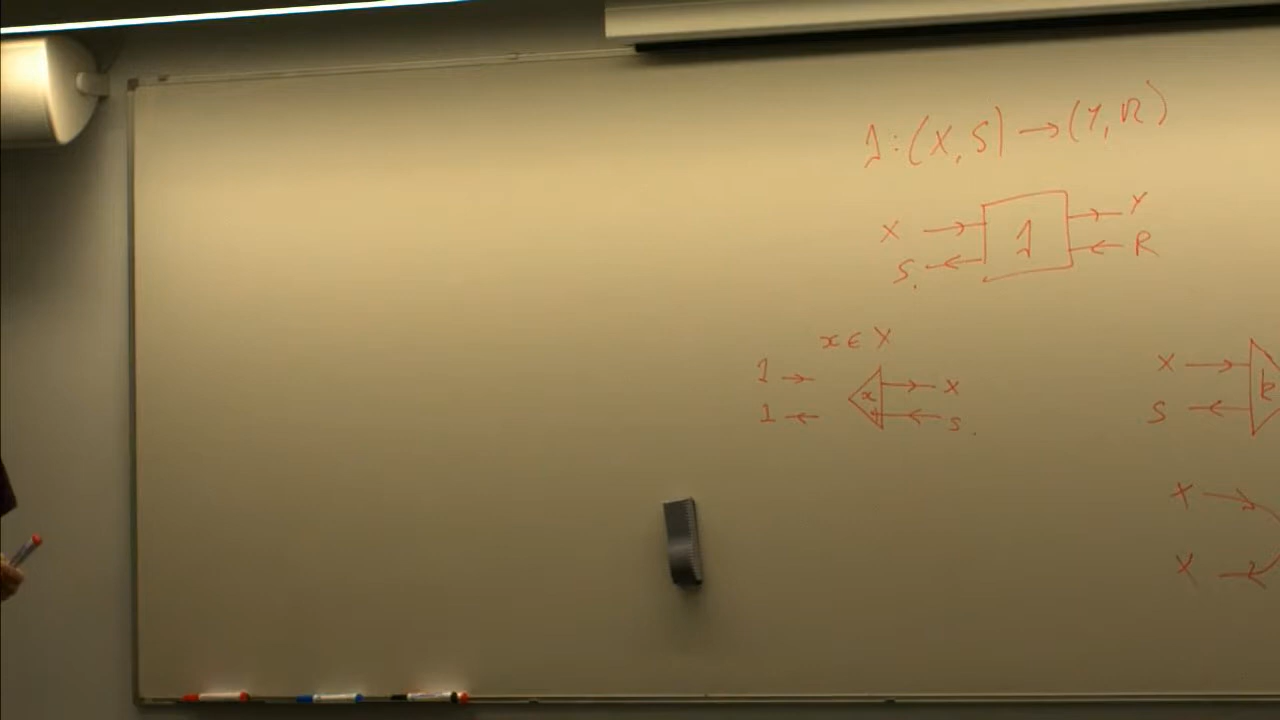 1 : (X, S) → (Y, R)
X → 1 → Y
S ← ← R
x ∈ X
1 → x → X
1 ← ← S
X → k
S ←
X
X